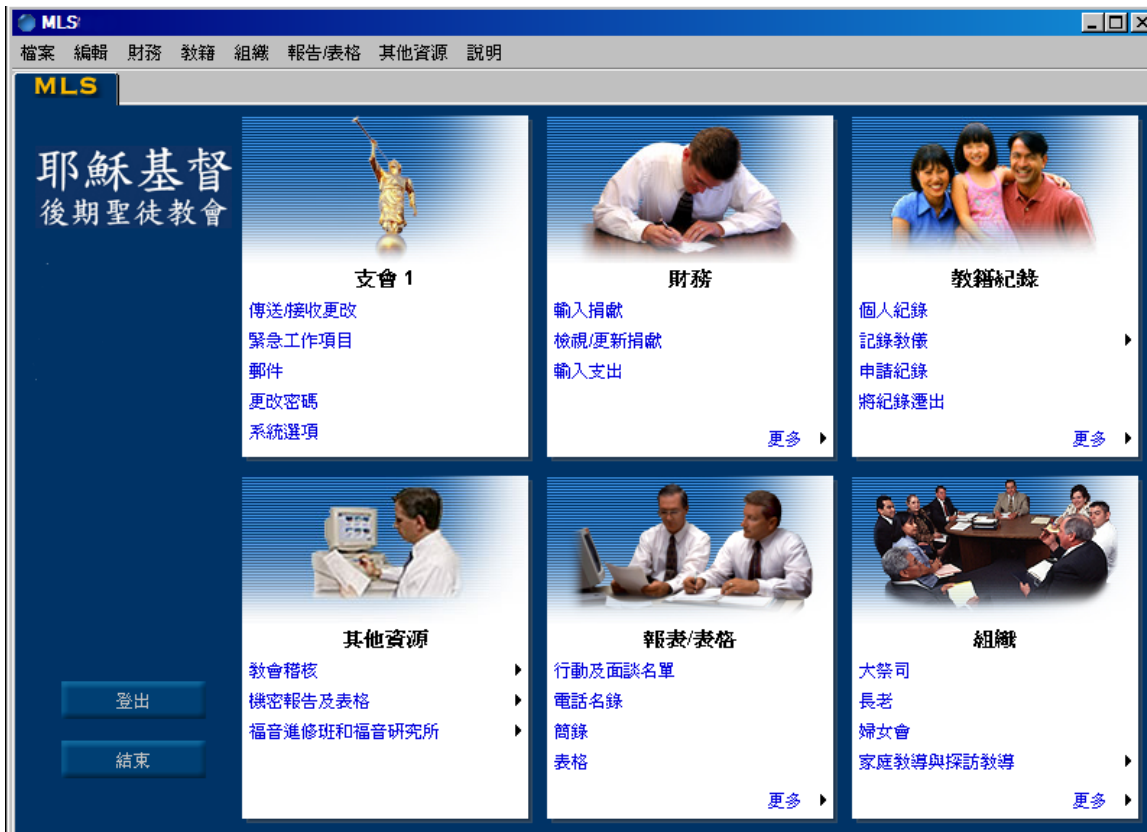 MLS
檔案 編輯 財務 教籍 組織 報告/表格 其他資源 說明
MLS
耶穌基督
後期聖徒教會
支會 1
傳送/接收更改
緊急工作項目
郵件
更改密碼
系統選項
財務
輸入捐獻
檢視/更新捐獻
輸入支出
更多
教籍紀錄
個人紀錄
記錄教儀
申請紀錄
將紀錄遷出
更多
其他資源
教會稽核
機密報告及表格
福音進修班和福音研究所
報表/表格
行動及面談名單
電話名錄
簡錄
表格
更多
組織
大祭司
長老
婦女會
家庭教導與探訪教導
更多
登出
結束